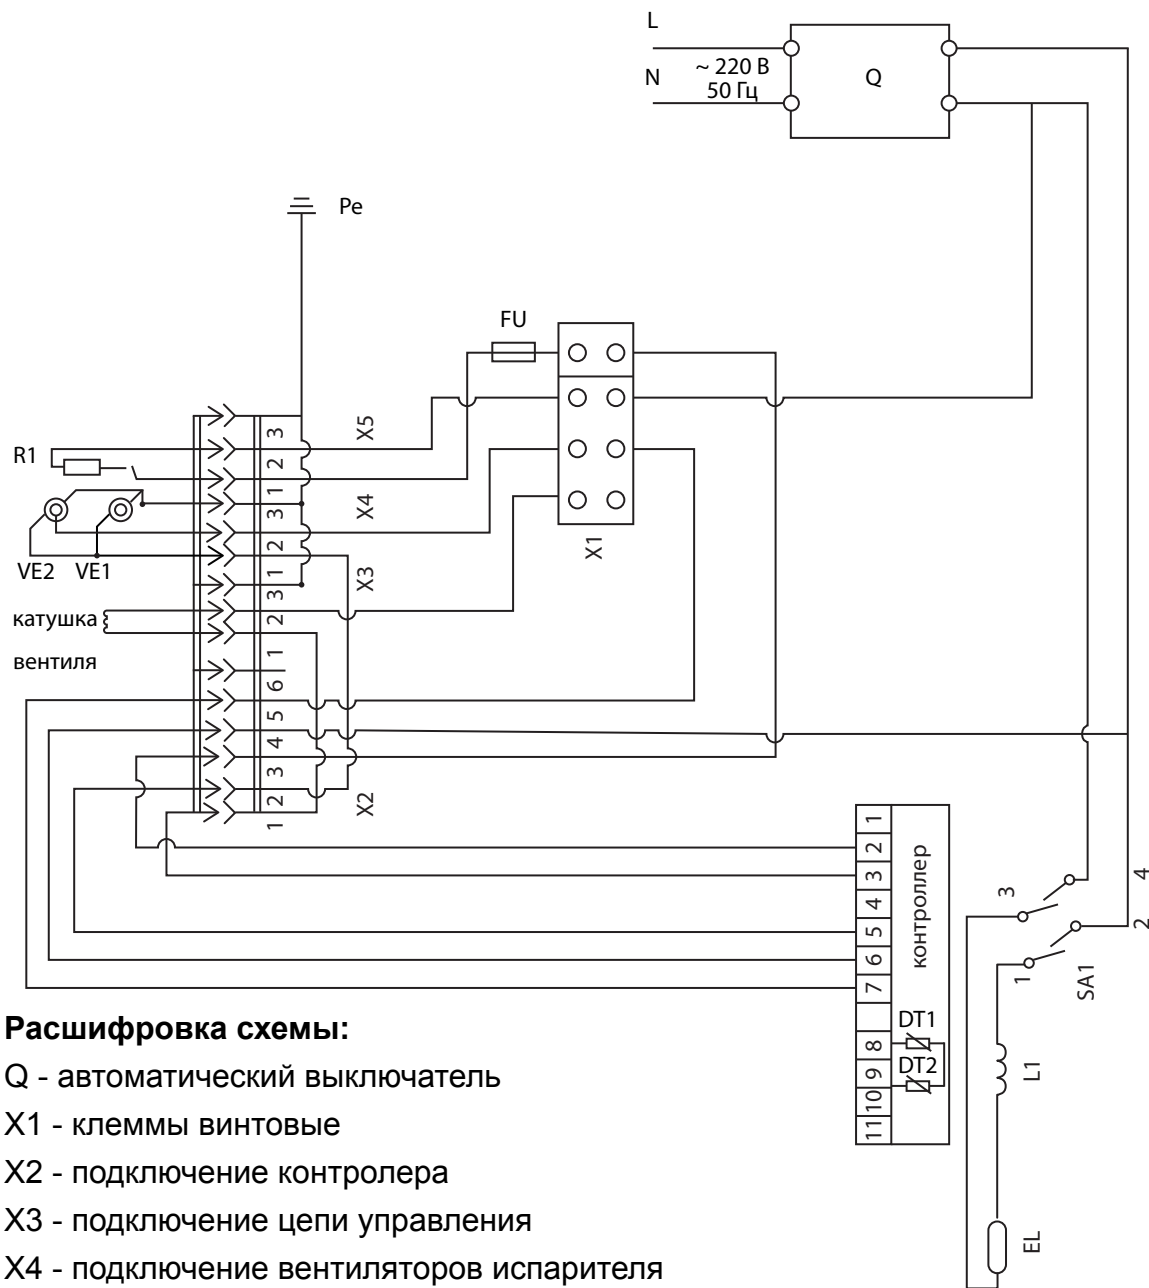 L
N
~ 220 В
50 Гц
Q
Pe
FU
X5
3
2
1
R1
X4
3
2
1
X1
VE2 VE1
X3
3
2
1
катушка
вентиля
6
5
4
3
2
1
X2
1
2
3
4
5
6
7
8
9
10
11
контроллер
DT1
DT2
3
4
1
2
SA1
L1
EL
Расшифровка схемы:
Q - автоматический выключатель
X1 - клеммы винтовые
X2 - подключение контролера
X3 - подключение цепи управления
X4 - подключение вентиляторов испарителя